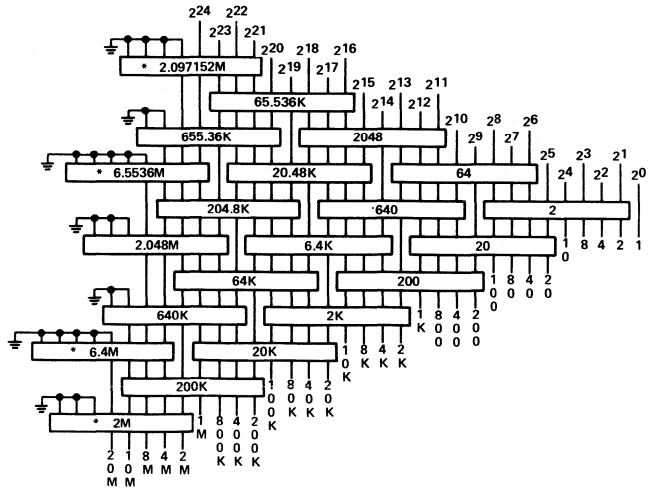 2²⁴ 2²²
2²³ 2²¹
2²⁰ 2¹⁸ 2¹⁶
* 2.097152M 2¹⁹ 2¹⁷
2¹⁵ 2¹³ 2¹¹
65.536K 2¹⁴ 2¹²
2¹⁰ 2⁸ 2⁶
655.36K 2048 2⁹ 2⁷
2⁵ 2³ 2¹
* 6.5536M 20.48K 64 2⁴ 2² 2⁰
204.8K 640 2
2.048M 6.4K 20 10 8 4 2 1
64K 200 100 80 40 20
640K 2K 1K 800 400 200
* 6.4M 20K 10K 8K 4K 2K
200K 100K 80K 40K 20K
* 2M 1M 800K 400K 200K
20M 10M 8M 4M 2M